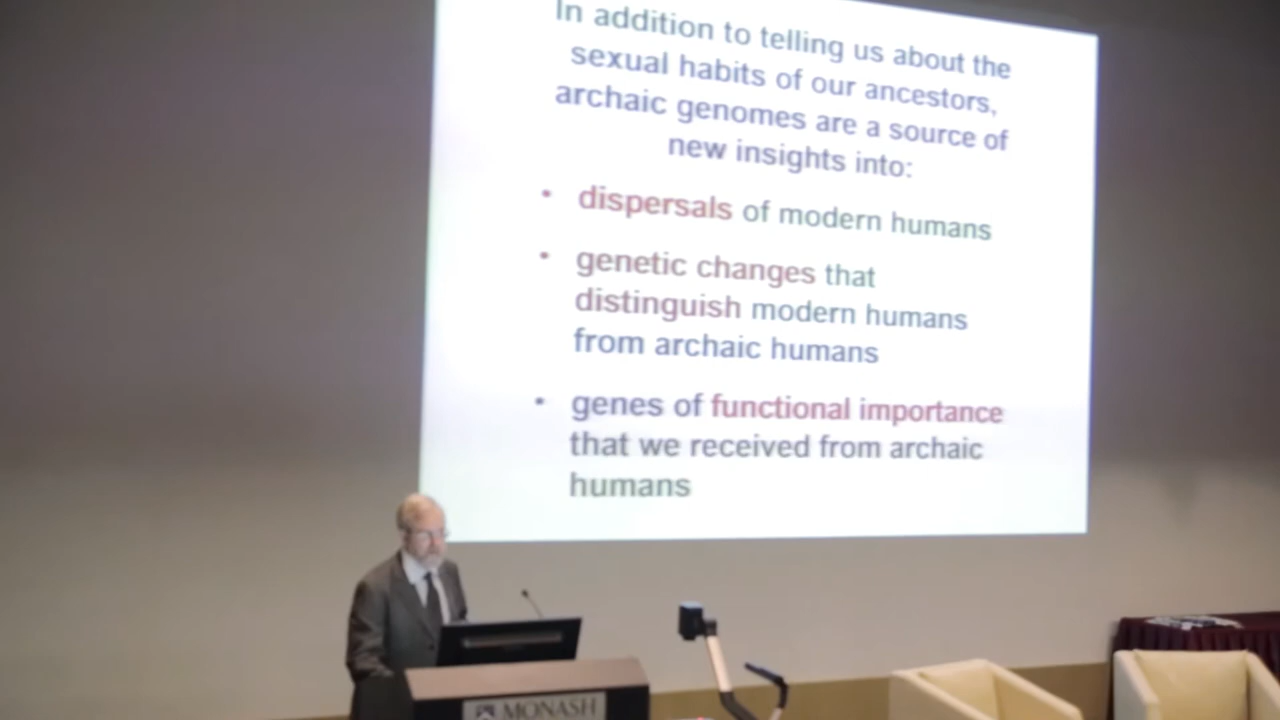 In addition to telling us about the
sexual habits of our ancestors,
archaic genomes are a source of
new insights into:
• dispersals of modern humans
• genetic changes that
distinguish modern humans
from archaic humans
• genes of functional importance
that we received from archaic
humans
MONASH